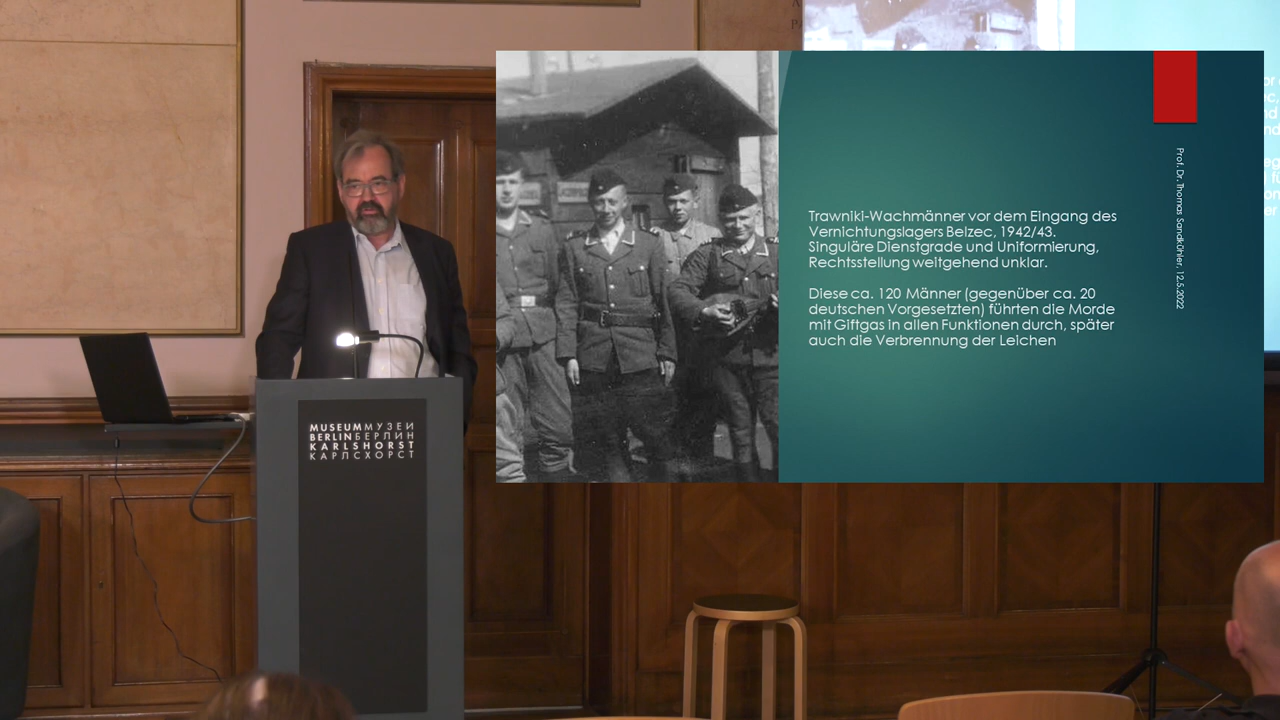 MUSEUM МУЗЕЙ
BERLIN БЕРЛИН
KARLSHORST
КАРЛСХОРСТ
Trawniki-Wachmänner vor dem Eingang des
Vernichtungslagers Belzec, 1942/43.
Singuläre Dienstgrade und Uniformierung,
Rechtsstellung weitgehend unklar.
Diese ca. 120 Männer (gegenüber ca. 20
deutschen Vorgesetzten) führten die Morde
mit Giftgas in allen Funktionen durch, später
auch die Verbrennung der Leichen
Prof. Dr. Thomas Sandkühler, 12.5.2022